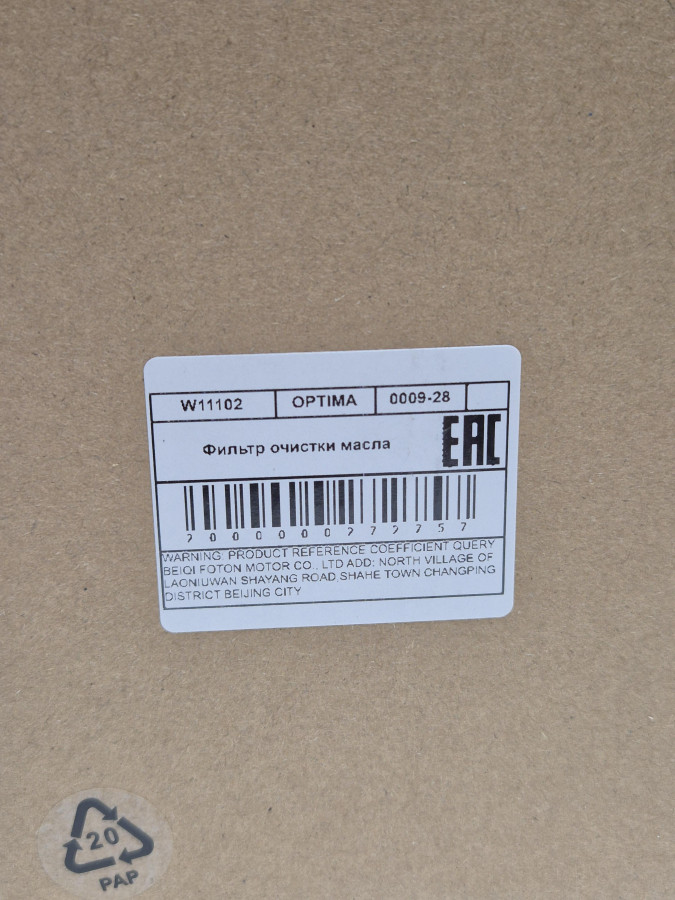 W11102 OPTIMA 0009-28
Фильтр очистки масла EAC
WARNING: PRODUCT REFERENCE COEFFICIENT QUERY
BEIQI FOTON MOTOR CO., LTD ADD: NORTH VILLAGE OF
LAONIUWAN SHAYANG ROAD,SHAHE TOWN CHANGPING
DISTRICT BEIJING CITY
20
PAP